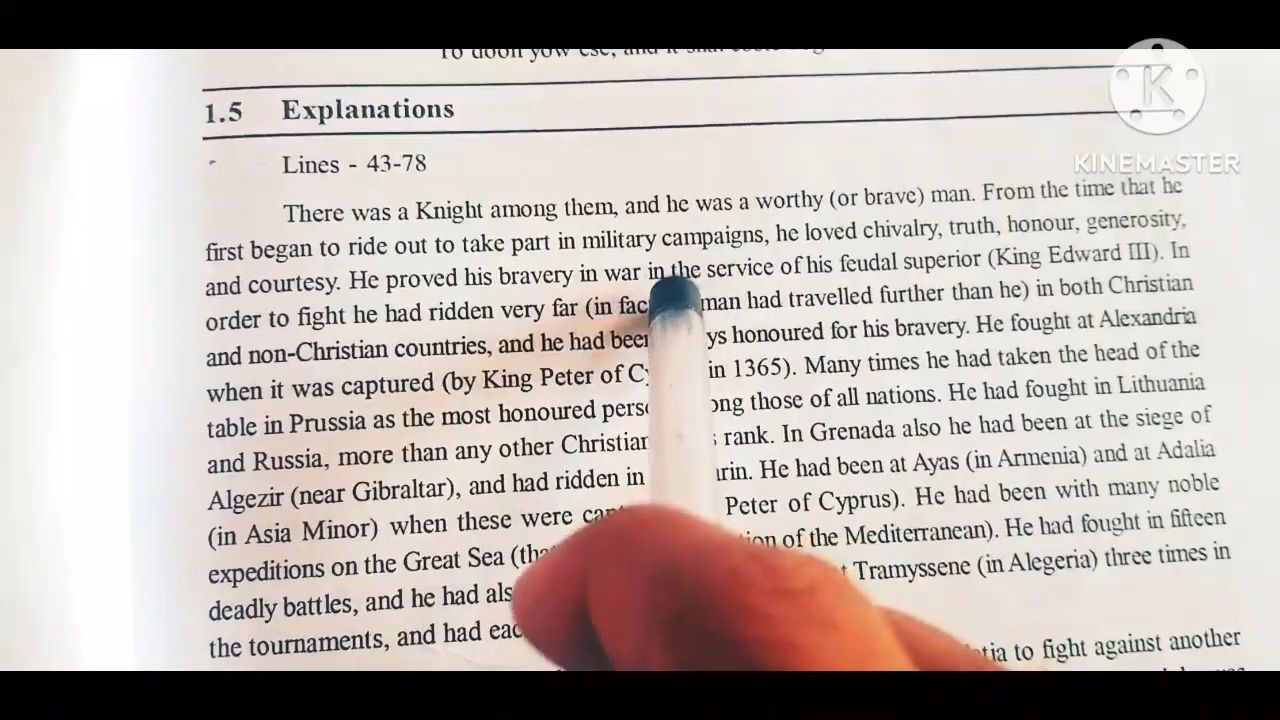 To doon yow ese, and it
1.5 Explanations
K
KINEMASTER
Lines - 43-78
There was a Knight among them, and he was a worthy (or brave) man. From the time that he
first began to ride out to take part in military campaigns, he loved chivalry, truth, honour, generosity,
and courtesy. He proved his bravery in war in the service of his feudal superior (King Edward III). In
order to fight he had ridden very far (in man had travelled further than he) in both Christian
and non-Christian countries, and he had honoured for his bravery. He fought at Alexandria
when it was captured (by King Peter of in 1365). Many times he had taken the head of the
table in Prussia as the most honoured those of all nations. He had fought in Lithuania
and Russia, more than any other rank. In Grenada also he had been at the siege of
Algezir (near Gibraltar), and had ridden in He had been at Ayas (in Armenia) and at Adalia
(in Asia Minor) when these were Peter of Cyprus). He had been with many noble
expeditions on the Great Sea of the Mediterranean). He had fought in fifteen
deadly battles, and he had Tramyssene (in Alegeria) three times in
the tournaments, and had
to fight against another